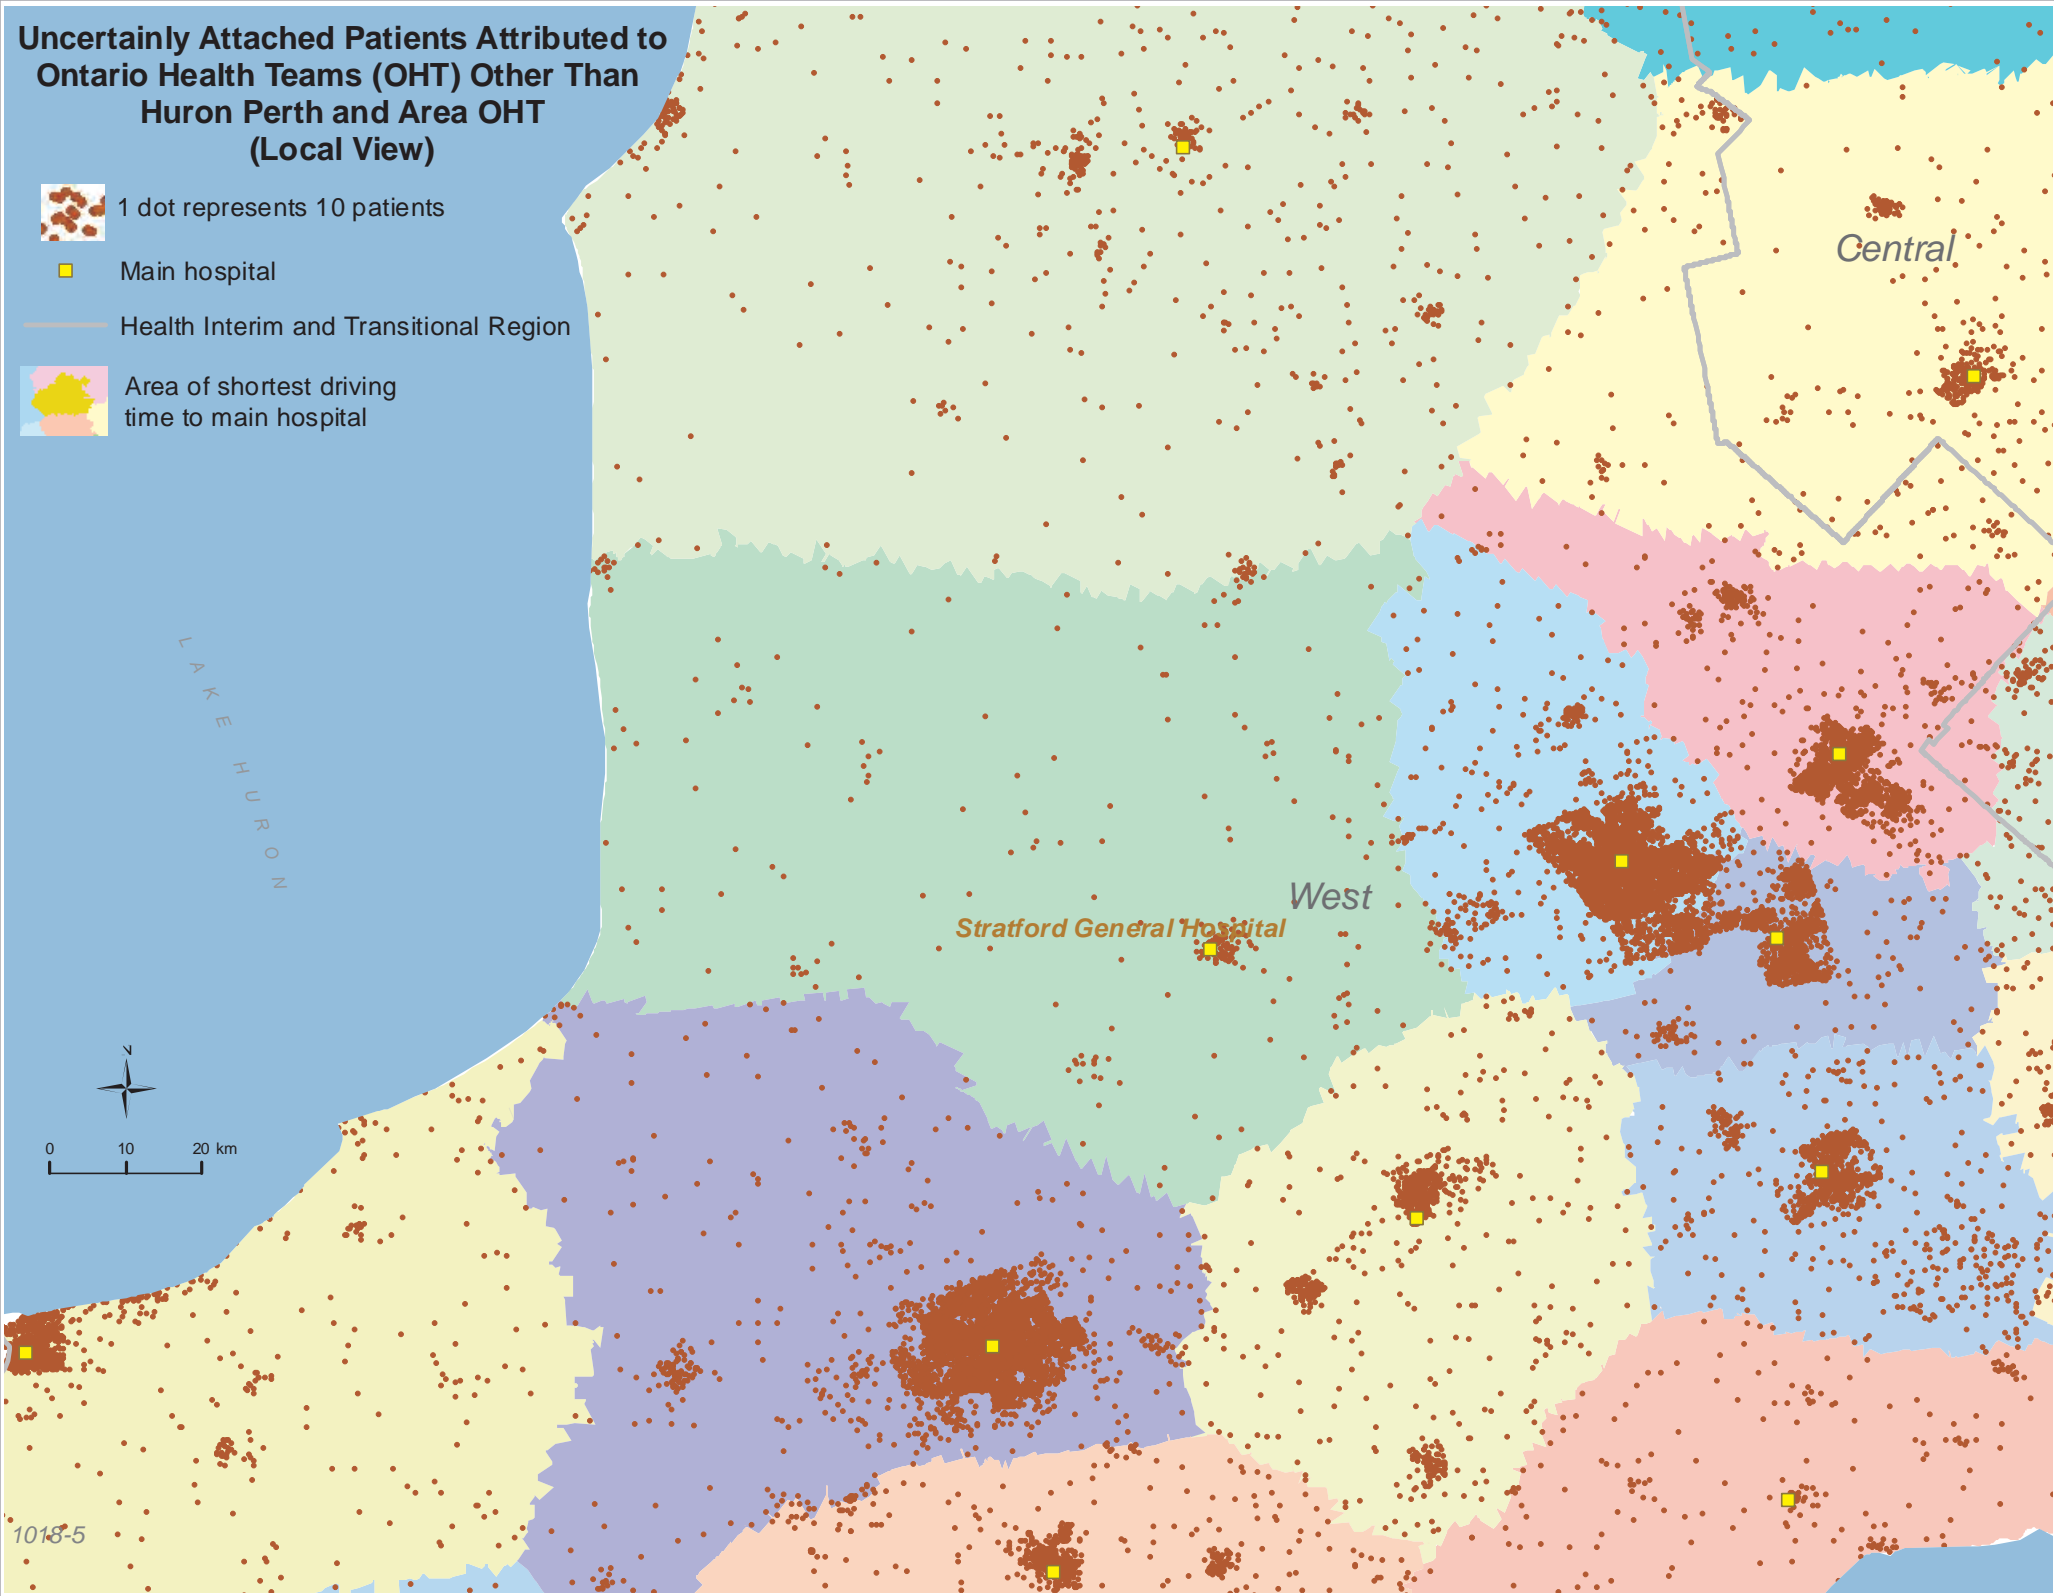 Uncertainly Attached Patients Attributed to
Ontario Health Teams (OHT) Other Than
Huron Perth and Area OHT
(Local View)
1 dot represents 10 patients
Main hospital
Health Interim and Transitional Region
Area of shortest driving
time to main hospital
Central
LAKE HURON
West
Stratford General Hospital
N
0 10 20 km
1018-5